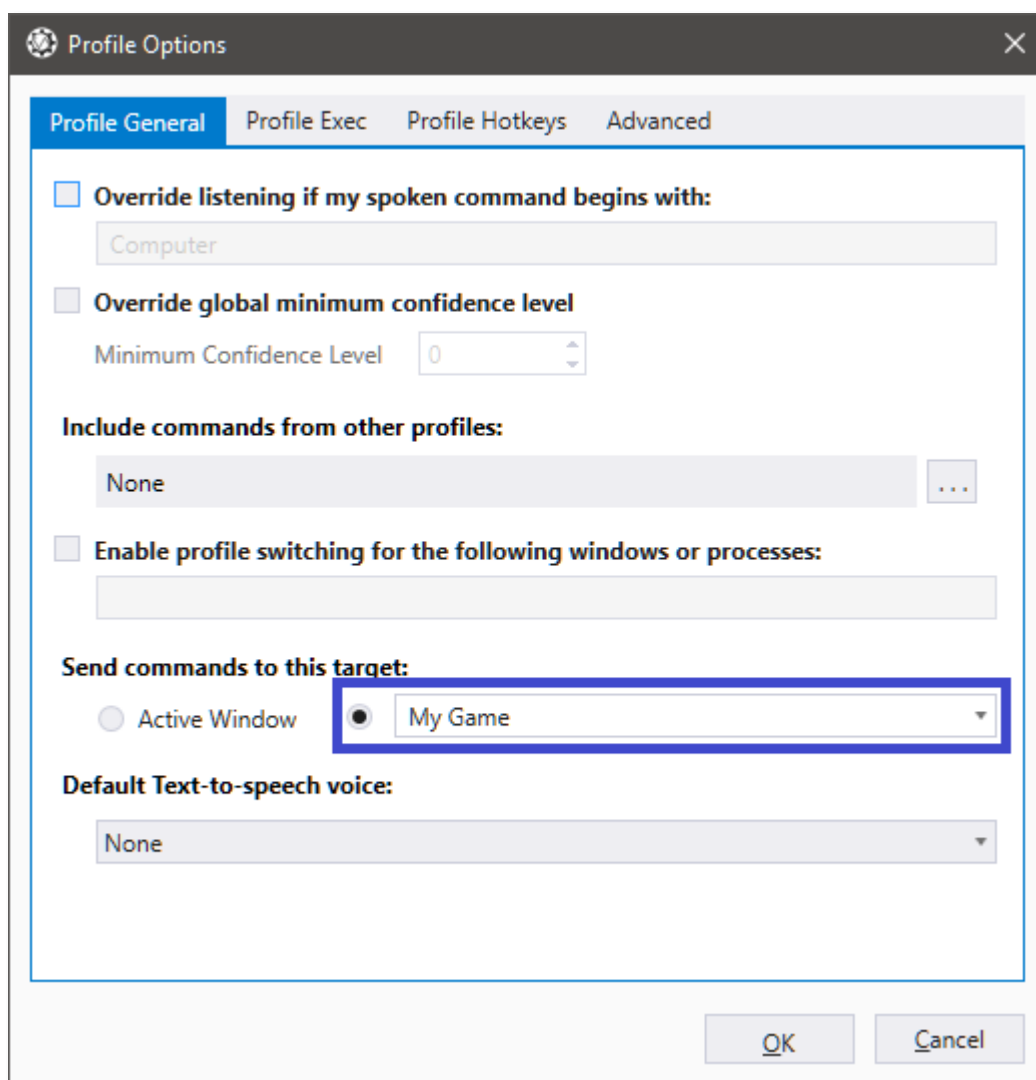 Profile Options
Profile General Profile Exec Profile Hotkeys Advanced
Override listening if my spoken command begins with:
Computer
Override global minimum confidence level
Minimum Confidence Level 0
Include commands from other profiles:
None ...
Enable profile switching for the following windows or processes:
Send commands to this target:
Active Window My Game
Default Text-to-speech voice:
None
OK Cancel